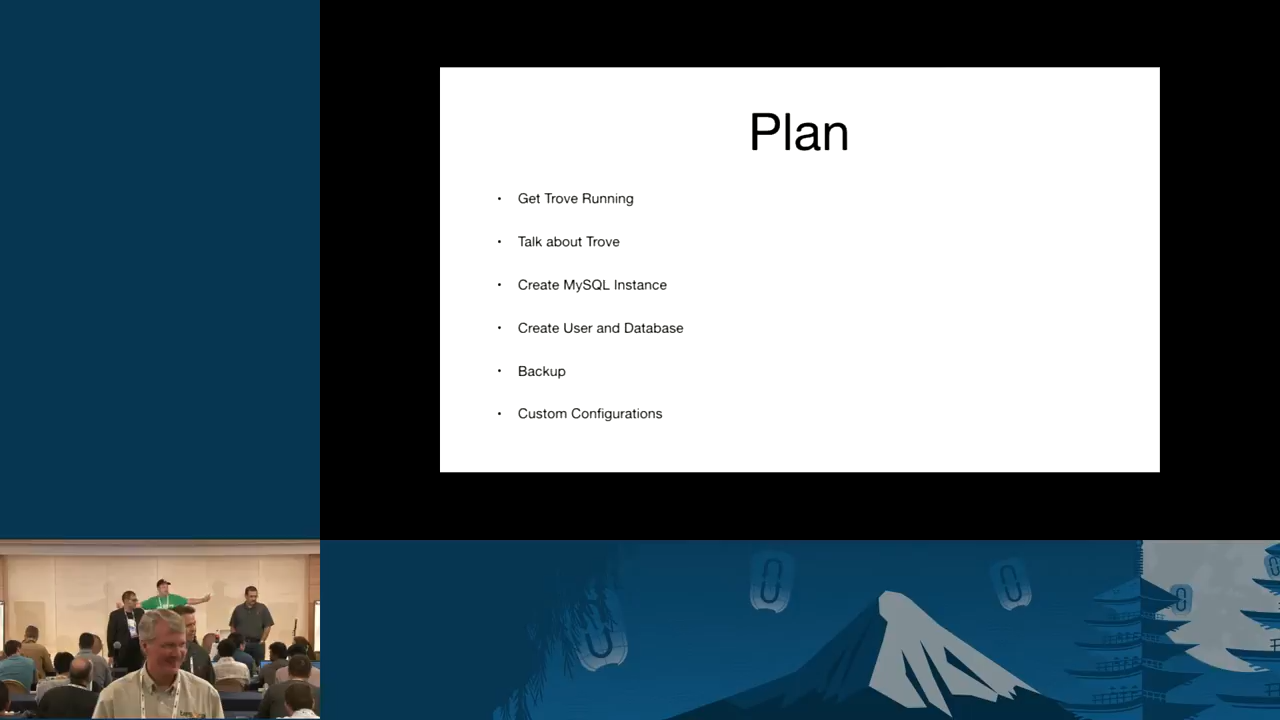 Plan
• Get Trove Running
• Talk about Trove
• Create MySQL Instance
• Create User and Database
• Backup
• Custom Configurations